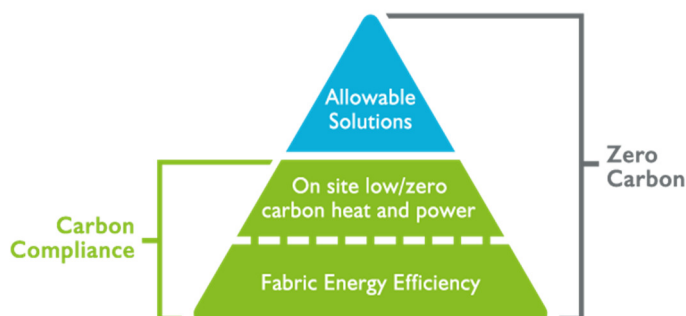 Allowable
Solutions
On site low/zero
carbon heat and power
Fabric Energy Efficiency
Carbon
Compliance
Zero
Carbon